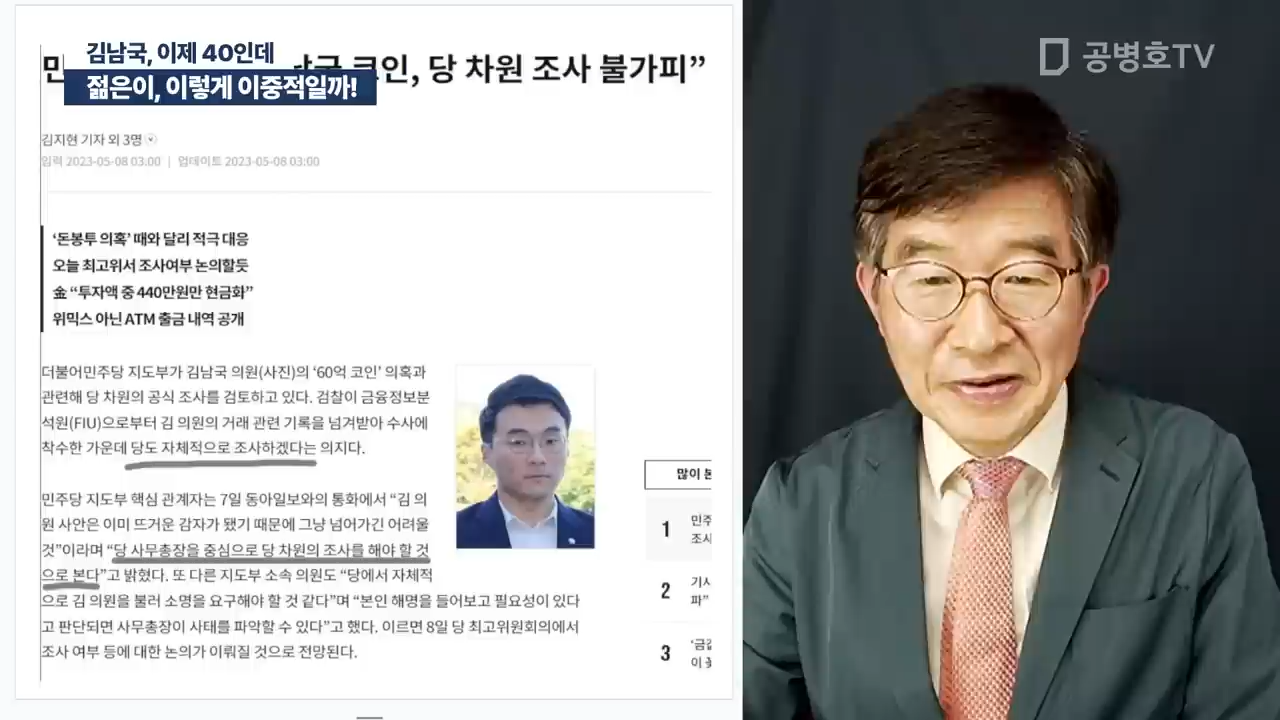 김남국, 이제 40인데
젊은이, 이렇게 이중적일까!
코인, 당 차원 조사 불가피”
공병호TV
김지현 기자 외 3명
입력 2023-05-08 03:00 | 업데이트 2023-05-08 03:00
‘돈봉투 의혹’ 때와 달리 적극 대응
오늘 최고위서 조사여부 논의할듯
金 “투자액 중 440만원만 현금화”
위믹스 아닌 ATM 출금 내역 공개
더불어민주당 지도부가 김남국 의원(사진)의 ‘60억 코인’ 의혹과
관련해 당 차원의 공식 조사를 검토하고 있다. 검찰이 금융정보분
석원(FIU)으로부터 김 의원의 거래 관련 기록을 넘겨받아 수사에
착수한 가운데 당도 자체적으로 조사하겠다는 의지다.
민주당 지도부 핵심 관계자는 7일 동아일보와의 통화에서 “김 의
원 사안은 이미 뜨거운 감자가 됐기 때문에 그냥 넘어가긴 어려울
것”이라며 “당 사무총장을 중심으로 당 차원의 조사를 해야 할 것
으로 본다”고 밝혔다. 또 다른 지도부 소속 의원도 “당에서 자체적
으로 김 의원을 불러 소명을 요구해야 할 것 같다”며 “본인 해명을 들어보고 필요성이 있다
고 판단되면 사무총장이 사태를 파악할 수 있다”고 했다. 이르면 8일 당 최고위원회의에서
조사 여부 등에 대한 논의가 이뤄질 것으로 전망된다.
많이 본
1 민주
조사
2 기사
파”
3
이